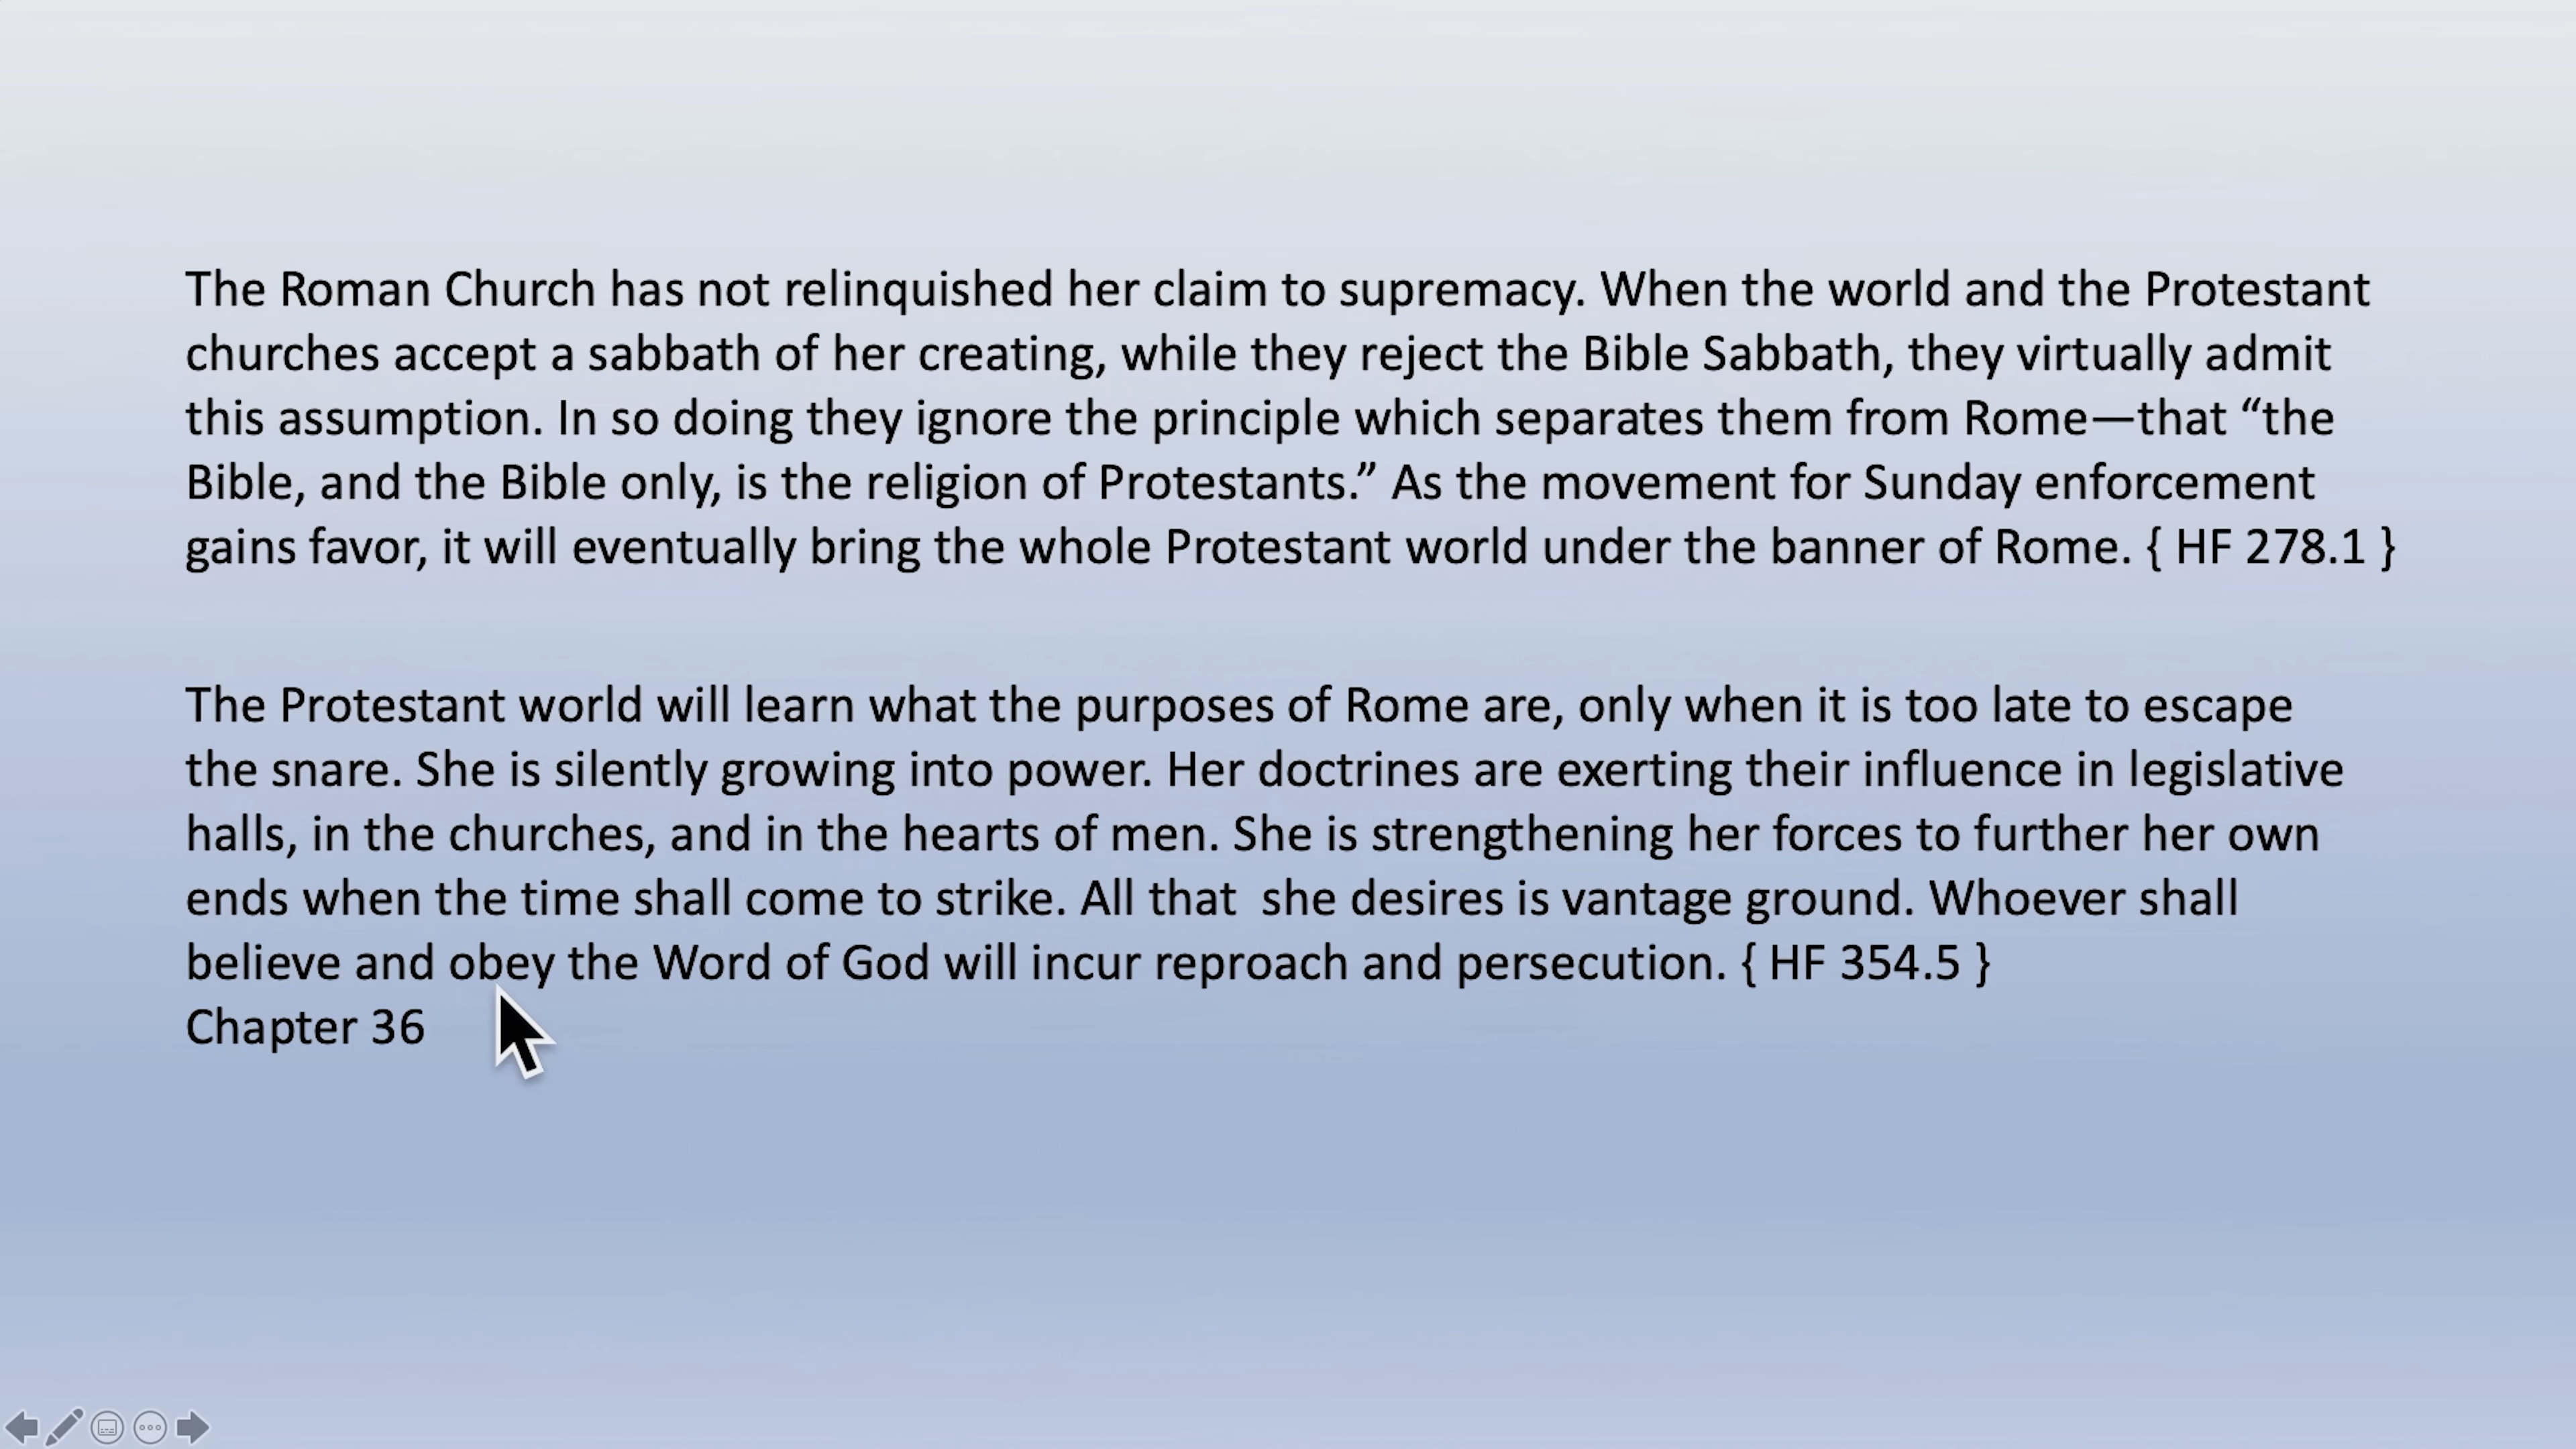 The Roman Church has not relinquished her claim to supremacy. When the world and the Protestant
churches accept a sabbath of her creating, while they reject the Bible Sabbath, they virtually admit
this assumption. In so doing they ignore the principle which separates them from Rome—that “the
Bible, and the Bible only, is the religion of Protestants.” As the movement for Sunday enforcement
gains favor, it will eventually bring the whole Protestant world under the banner of Rome. { HF 278.1 }
The Protestant world will learn what the purposes of Rome are, only when it is too late to escape
the snare. She is silently growing into power. Her doctrines are exerting their influence in legislative
halls, in the churches, and in the hearts of men. She is strengthening her forces to further her own
ends when the time shall come to strike. All that  she desires is vantage ground. Whoever shall
believe and obey the Word of God will incur reproach and persecution. { HF 354.5 }
Chapter 36